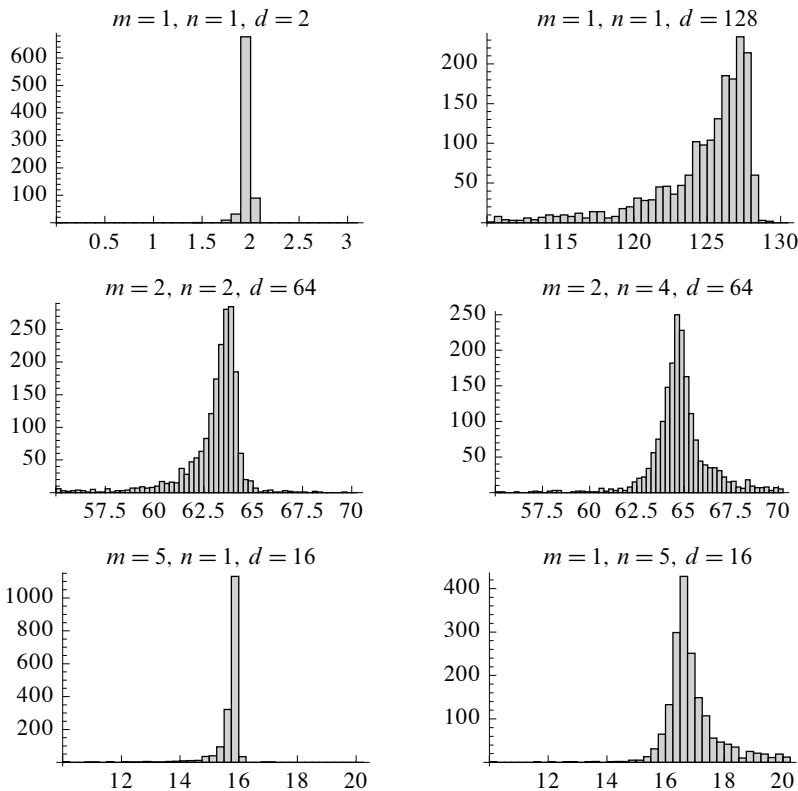 m = 1, n = 1, d = 2
600
500
400
300
200
100
0.5 1 1.5 2 2.5 3
m = 1, n = 1, d = 128
200
150
100
50
115 120 125 130
m = 2, n = 2, d = 64
250
200
150
100
50
57.5 60 62.5 65 67.5 70
m = 2, n = 4, d = 64
250
200
150
100
50
57.5 60 62.5 65 67.5 70
m = 5, n = 1, d = 16
1000
800
600
400
200
12 14 16 18 20
m = 1, n = 5, d = 16
400
300
200
100
12 14 16 18 20